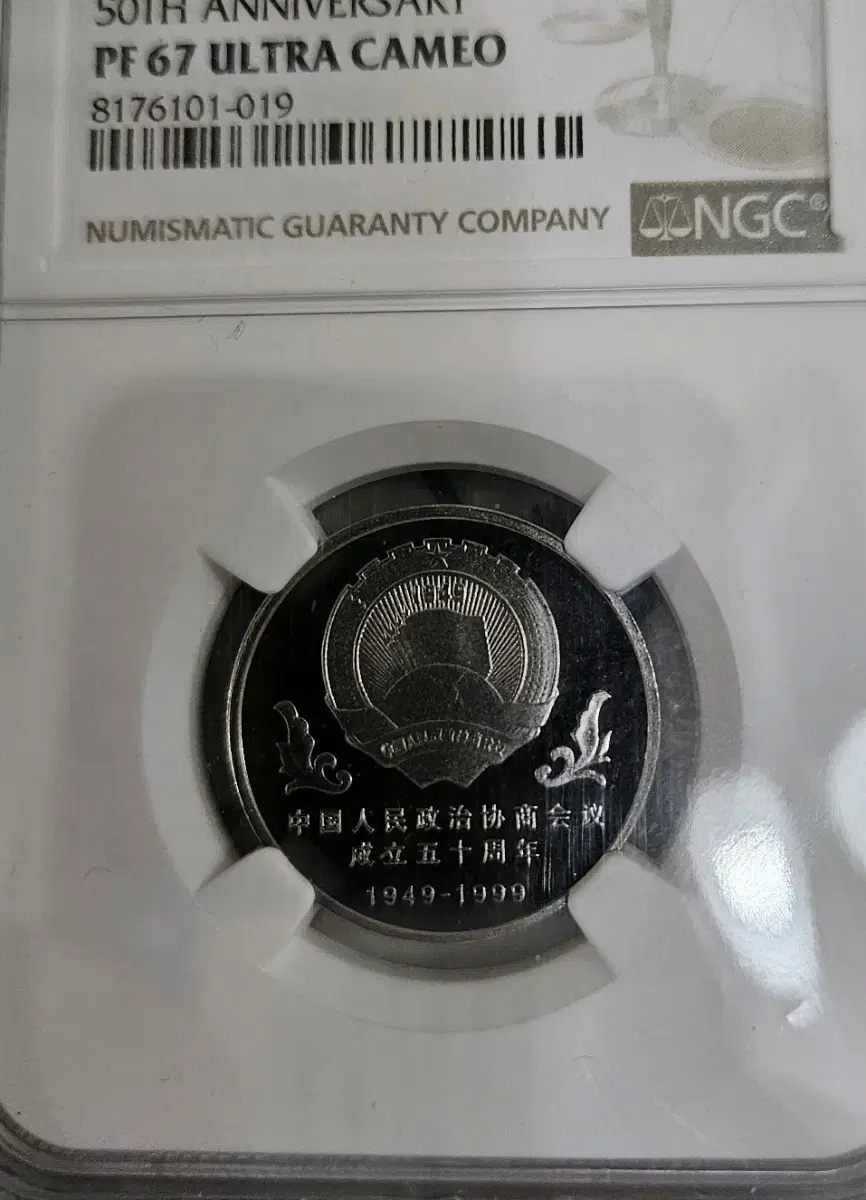 50TH ANNIVERSARY
PF 67 ULTRA CAMEO
8176101-019
NUMISMATIC GUARANTY COMPANY
NGC®
1949
中国人民政治协商会议
成立五十周年
1949-1999